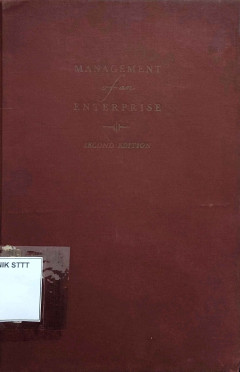 MANAGEMENT
of an
ENTERPRISE
SECOND EDITION
NIK STTT